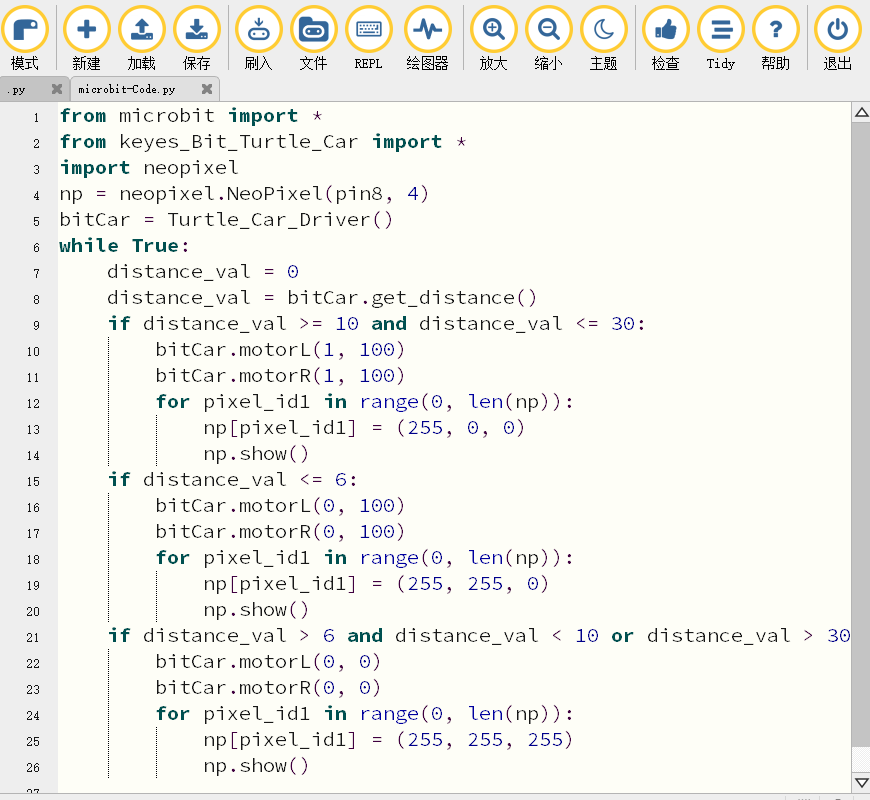 模式 新建 加载 保存 刷入 文件 REPL 绘图器 放大 缩小 主题 检查 Tidy 帮助 退出
.py microbit-Code.py
1 from microbit import *
2 from keyes_Bit_Turtle_Car import *
3 import neopixel
4 np = neopixel.NeoPixel(pin8, 4)
5 bitCar = Turtle_Car_Driver()
6 while True:
7     distance_val = 0
8     distance_val = bitCar.get_distance()
9     if distance_val >= 10 and distance_val <= 30:
10         bitCar.motorL(1, 100)
11         bitCar.motorR(1, 100)
12         for pixel_id1 in range(0, len(np)):
13             np[pixel_id1] = (255, 0, 0)
14             np.show()
15     if distance_val <= 6:
16         bitCar.motorL(0, 100)
17         bitCar.motorR(0, 100)
18         for pixel_id1 in range(0, len(np)):
19             np[pixel_id1] = (255, 255, 0)
20             np.show()
21     if distance_val > 6 and distance_val < 10 or distance_val > 30
22         bitCar.motorL(0, 0)
23         bitCar.motorR(0, 0)
24         for pixel_id1 in range(0, len(np)):
25             np[pixel_id1] = (255, 255, 255)
26             np.show()